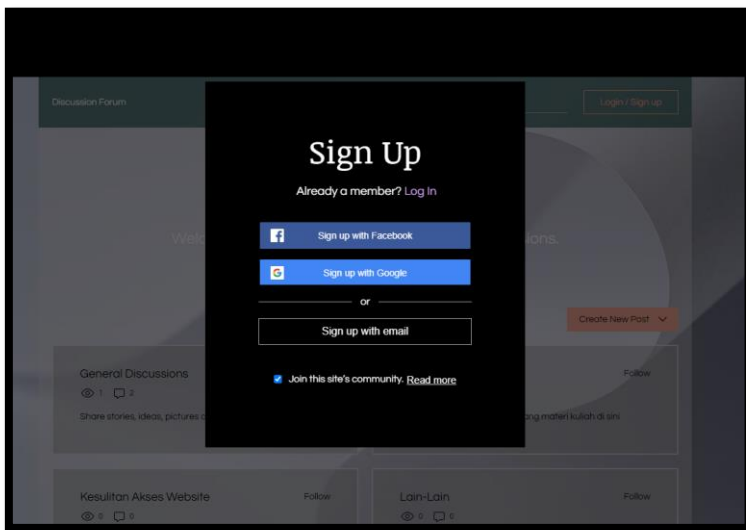 Discussion Forum
Login / Sign up
Sign Up
Already a member? Log In
Sign up with Facebook
Sign up with Google
or
Sign up with email
Join this site's community. Read more
Welc
ions.
Create New Post
General Discussions
1 2
Share stories, ideas, pictures
Follow
ang materi kuliah di sini
Kesulitan Akses Website
Follow
0 0
Lain-Lain
Follow
0 0